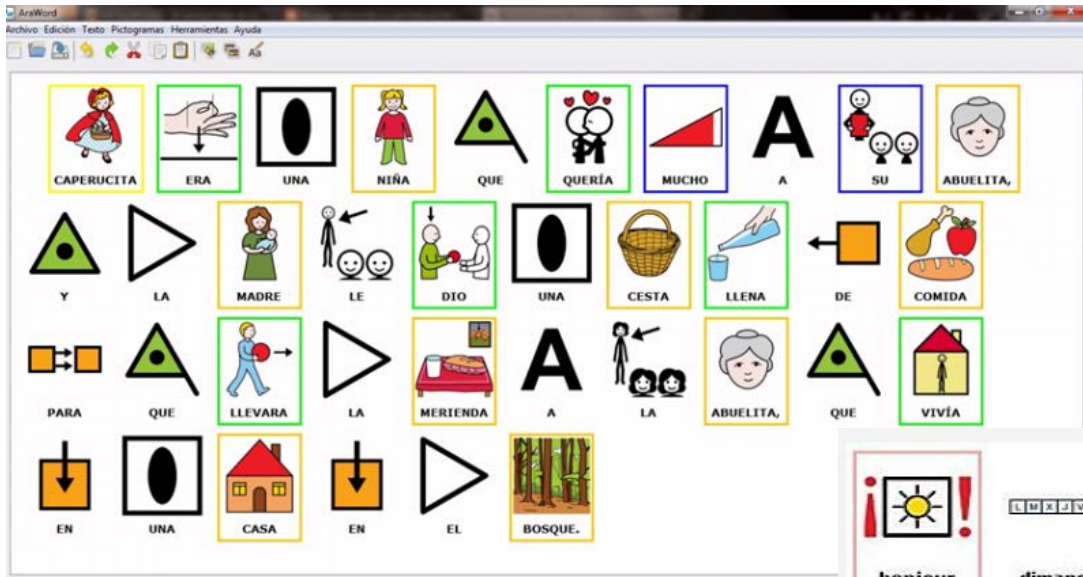 AraWord
Archivo Edición Texto Pictogramas Herramientas Ayuda
CAPERUCITA ERA UNA NIÑA QUE QUERÍA MUCHO A SU ABUELITA,
Y LA MADRE LE DIO UNA CESTA LLENA DE COMIDA
PARA QUE LLEVARA LA MERIENDA A LA ABUELITA, QUE VIVÍA
EN UNA CASA EN EL BOSQUE.
L M X J V
bonjour